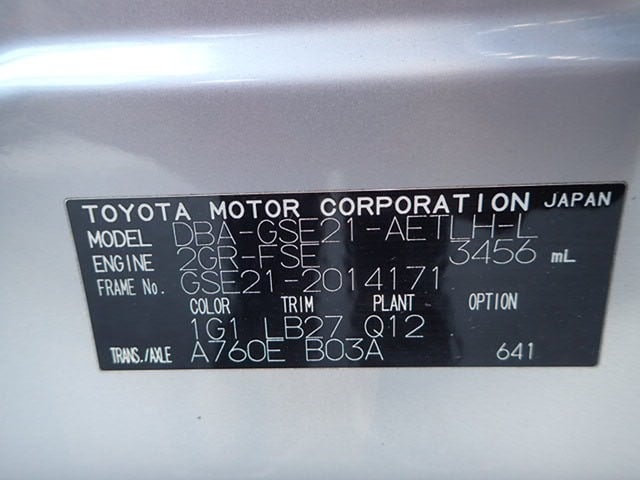 TOYOTA MOTOR CORPORATION JAPAN
MODEL DBA-GSE21-AETLH-L
ENGINE 2GR-FSE 3456 mL
FRAME No. GSE21-2014171
COLOR TRIM PLANT OPTION
1G1 LB27 Q12
TRANS./AXLE A760E B03A 641